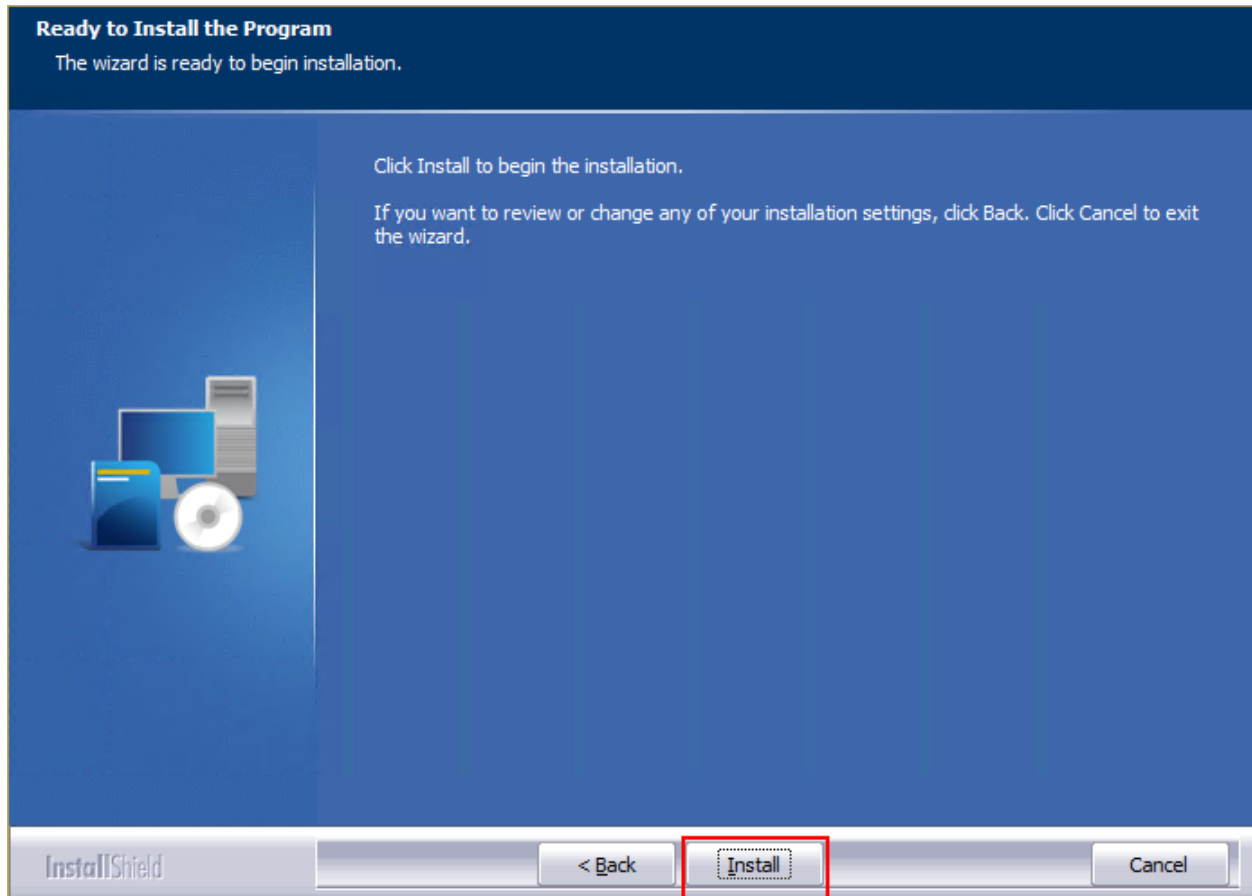 Ready to Install the Program
The wizard is ready to begin installation.
Click Install to begin the installation.
If you want to review or change any of your installation settings, click Back. Click Cancel to exit
the wizard.
InstallShield
< Back
Install
Cancel